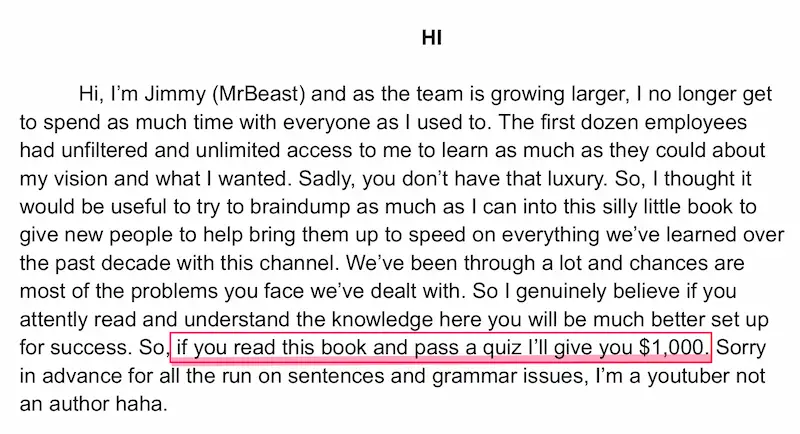 HI
Hi, I’m Jimmy (MrBeast) and as the team is growing larger, I no longer get
to spend as much time with everyone as I used to. The first dozen employees
had unfiltered and unlimited access to me to learn as much as they could about
my vision and what I wanted. Sadly, you don’t have that luxury. So, I thought it
would be useful to try to braindump as much as I can into this silly little book to
give new people to help bring them up to speed on everything we’ve learned over
the past decade with this channel. We’ve been through a lot and chances are
most of the problems you face we’ve dealt with. So I genuinely believe if you
attently read and understand the knowledge here you will be much better set up
for success. So, if you read this book and pass a quiz I’ll give you $1,000. Sorry
in advance for all the run on sentences and grammar issues, I’m a youtuber not
an author haha.